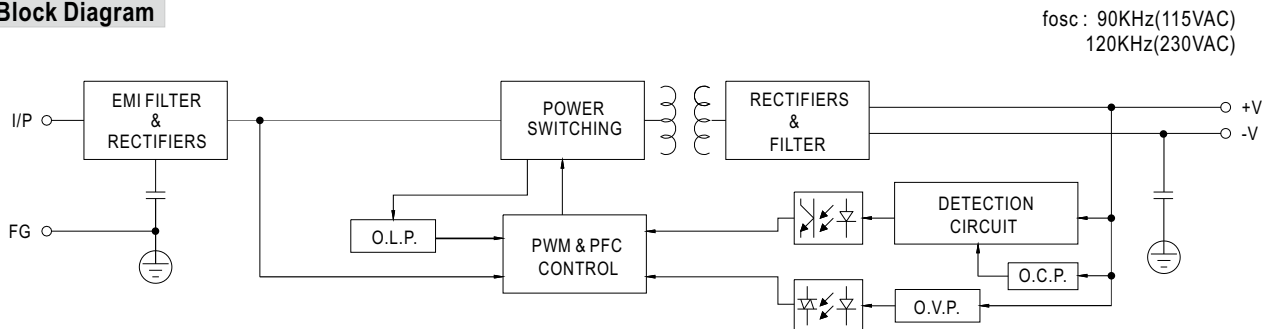 Block Diagram
fosc : 90KHz(115VAC)
120KHz(230VAC)
I/P
EMI FILTER
&
RECTIFIERS
POWER
SWITCHING
RECTIFIERS
&
FILTER
+V
-V
FG
O.L.P.
PWM & PFC
CONTROL
DETECTION
CIRCUIT
O.C.P.
O.V.P.